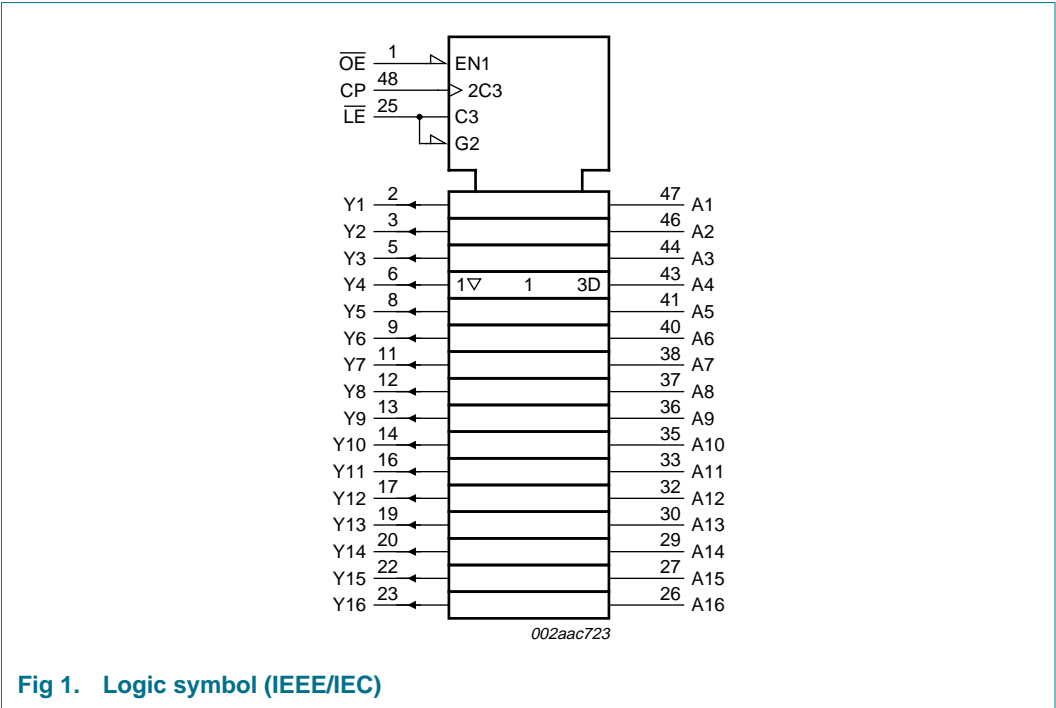 O̅E̅ 1 EN1
CP 48 2C3
L̅E̅ 25 C3
G2
Y1 2 47 A1
Y2 3 46 A2
Y3 5 44 A3
Y4 6 1▽ 1 3D 43 A4
Y5 8 41 A5
Y6 9 40 A6
Y7 11 38 A7
Y8 12 37 A8
Y9 13 36 A9
Y10 14 35 A10
Y11 16 33 A11
Y12 17 32 A12
Y13 19 30 A13
Y14 20 29 A14
Y15 22 27 A15
Y16 23 26 A16
002aac723
Fig 1. Logic symbol (IEEE/IEC)